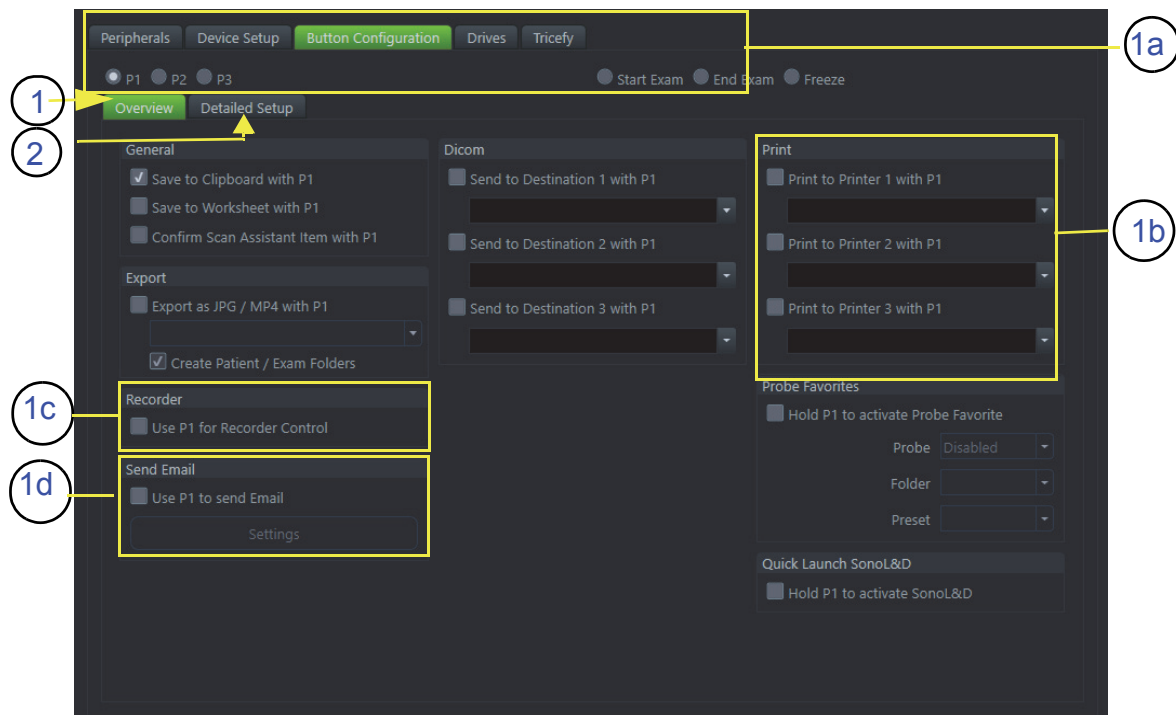 Peripherals Device Setup Button Configuration Drives Tricefy
1a
P1 P2 P3 Start Exam End Exam Freeze
1
Overview Detailed Setup
2
General
Save to Clipboard with P1
Save to Worksheet with P1
Confirm Scan Assistant Item with P1
Export
Export as JPG / MP4 with P1
Create Patient / Exam Folders
1c
Recorder
Use P1 for Recorder Control
1d
Send Email
Use P1 to send Email
Settings
Dicom
Send to Destination 1 with P1
Send to Destination 2 with P1
Send to Destination 3 with P1
Print
Print to Printer 1 with P1
1b
Print to Printer 2 with P1
Print to Printer 3 with P1
Probe Favorites
Hold P1 to activate Probe Favorite
Probe Disabled
Folder
Preset
Quick Launch SonoL&D
Hold P1 to activate SonoL&D